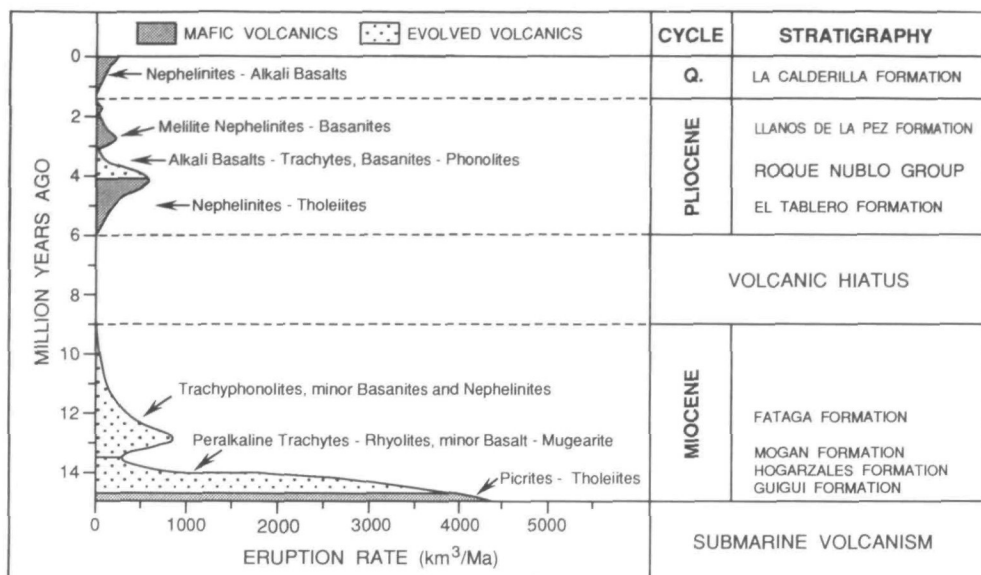 MAFIC VOLCANICS
EVOLVED VOLCANICS
CYCLE
STRATIGRAPHY
MILLION YEARS AGO
0
2
4
6
8
10
12
14
Nephelinites - Alkali Basalts
Melilite Nephelinites - Basanites
Alkali Basalts - Trachytes, Basanites - Phonolites
Nephelinites - Tholeiites
Trachyphonolites, minor Basanites and Nephelinites
Peralkaline Trachytes - Rhyolites, minor Basalt - Mugearite
Picrites - Tholeiites
0
1000
2000
3000
4000
5000
ERUPTION RATE (km³/Ma)
Q.
LA CALDERILLA FORMATION
PLIOCENE
LLANOS DE LA PEZ FORMATION
ROQUE NUBLO GROUP
EL TABLERO FORMATION
VOLCANIC HIATUS
MIOCENE
FATAGA FORMATION
MOGAN FORMATION
HOGARZALES FORMATION
GUIGUI FORMATION
SUBMARINE VOLCANISM